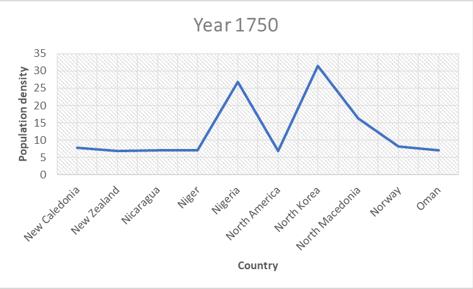 Year 1750
Population density
35
30
25
20
15
10
5
0
New Caledonia
New Zealand
Nicaragua
Niger
Nigeria
North America
North Korea
North Macedonia
Norway
Oman
Country